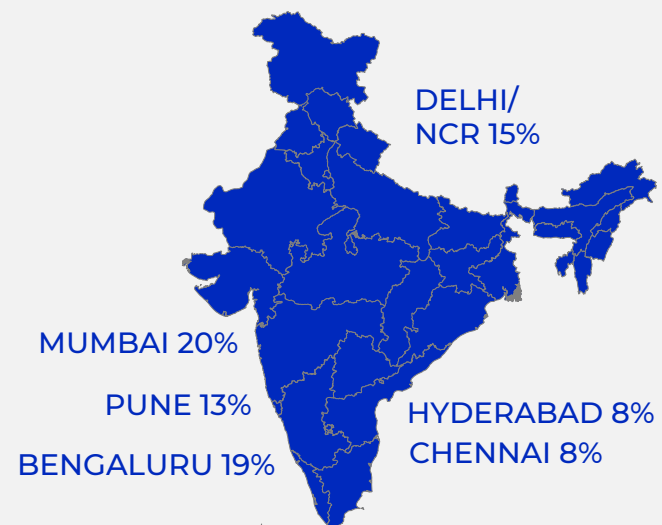 DELHI/
NCR 15%
MUMBAI 20%
PUNE 13%
HYDERABAD 8%
CHENNAI 8%
BENGALURU 19%